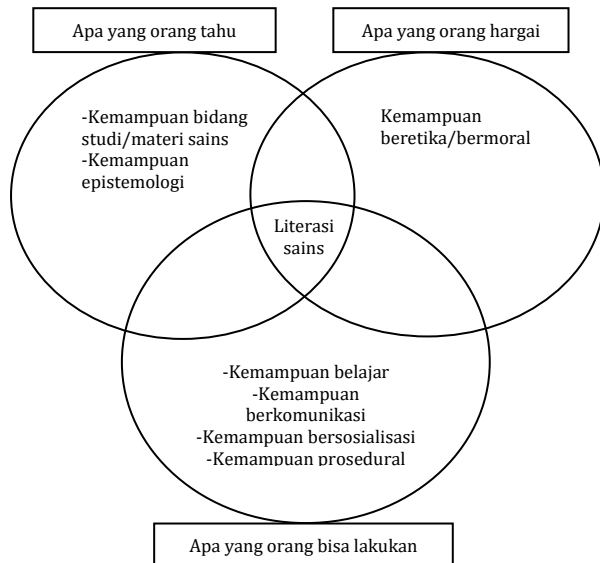 Apa yang orang tahu
Apa yang orang hargai
-Kemampuan bidang
studi/materi sains
-Kemampuan
epistemologi
Kemampuan
beretika/bermoral
Literasi
sains
-Kemampuan belajar
-Kemampuan
berkomunikasi
-Kemampuan bersosialisasi
-Kemampuan prosedural
Apa yang orang bisa lakukan